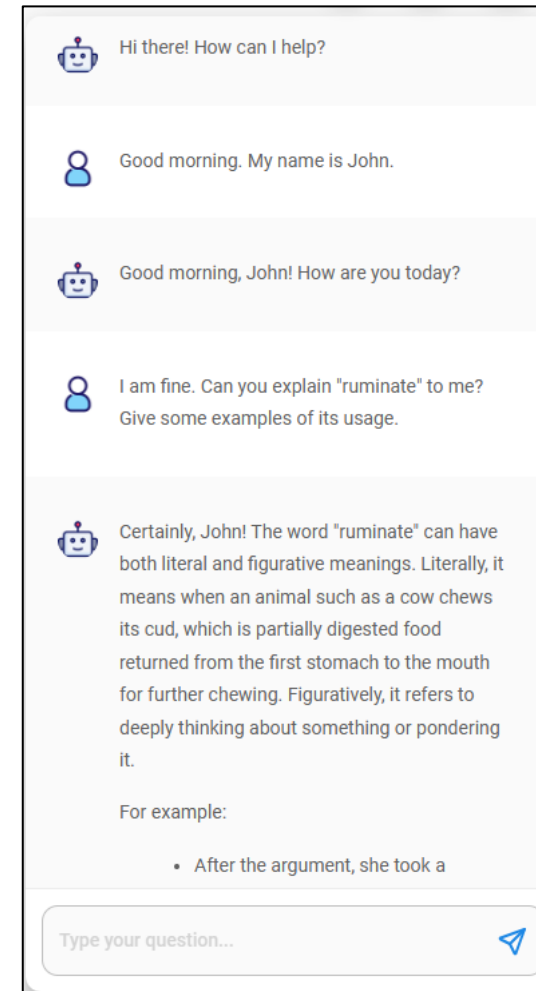 Hi there! How can I help?
Good morning. My name is John.
Good morning, John! How are you today?
I am fine. Can you explain "ruminate" to me?
Give some examples of its usage.
Certainly, John! The word "ruminate" can have
both literal and figurative meanings. Literally, it
means when an animal such as a cow chews
its cud, which is partially digested food
returned from the first stomach to the mouth
for further chewing. Figuratively, it refers to
deeply thinking about something or pondering
it.
For example:
• After the argument, she took a
Type your question...